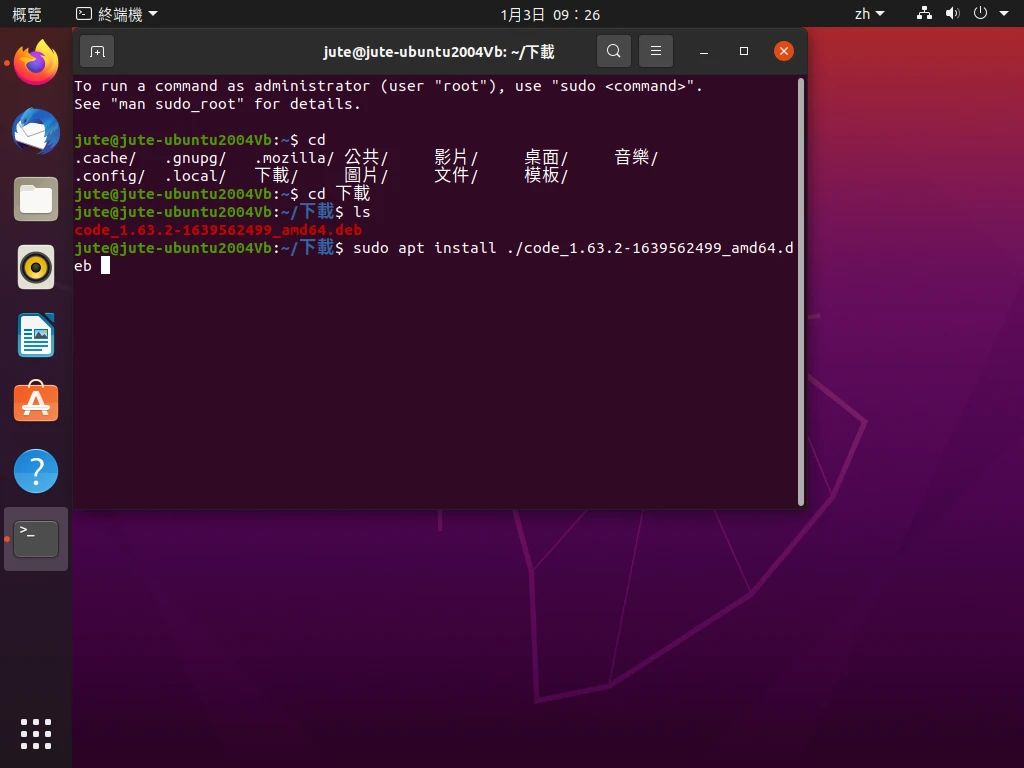 概覽 終端機 1月3日 09：26 zh
jute@jute-ubuntu2004Vb: ~/下載
To run a command as administrator (user "root"), use "sudo <command>".
See "man sudo_root" for details.
jute@jute-ubuntu2004Vb:~$ cd
.cache/ .gnupg/ .mozilla/ 公共/ 影片/ 桌面/ 音樂/
.config/ .local/ 下載/ 圖片/ 文件/ 模板/
jute@jute-ubuntu2004Vb:~$ cd 下載
jute@jute-ubuntu2004Vb:~/下載$ ls
code_1.63.2-1639562499_amd64.deb
jute@jute-ubuntu2004Vb:~/下載$ sudo apt install ./code_1.63.2-1639562499_amd64.d
eb